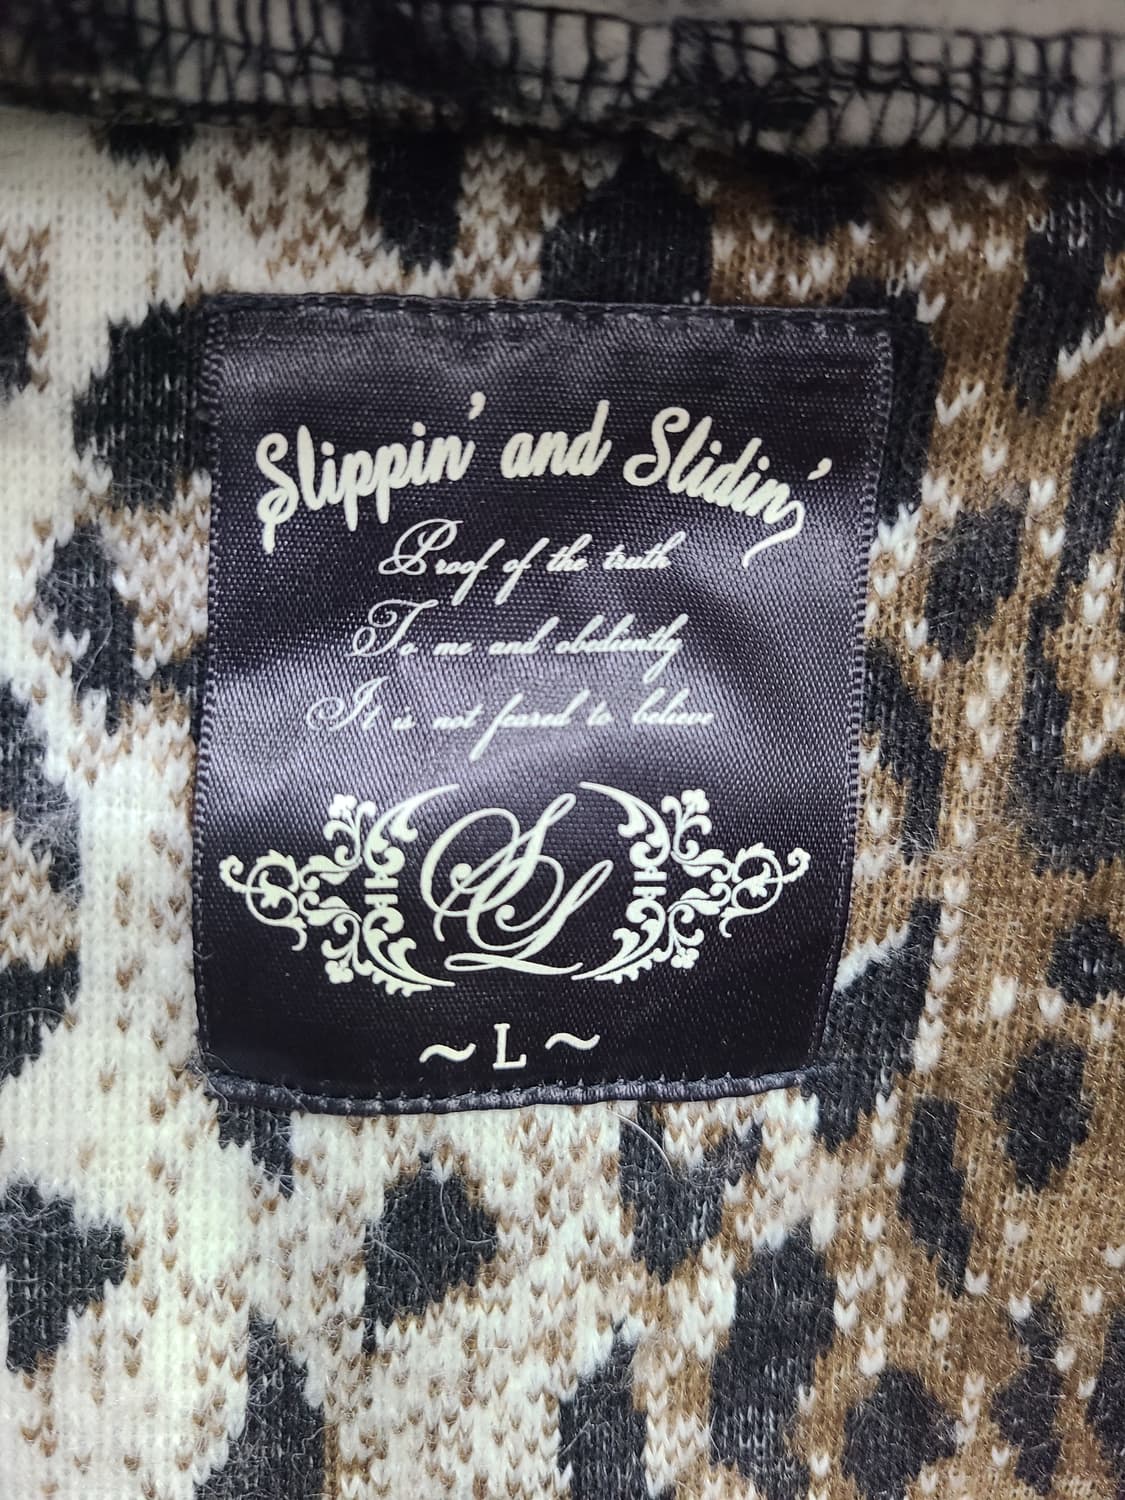 Slippin' and Slidin'
Proof of the truth
To me and obediently
It is not feared to believe
SL
~ L ~